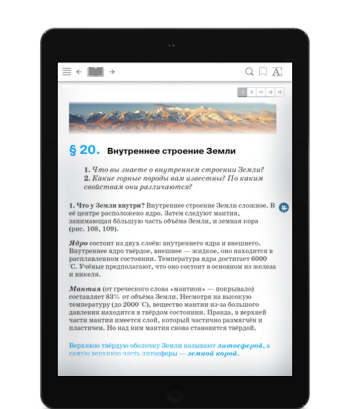 § 20. Внутреннее строение Земли
1. Что вы знаете о внутреннем строении Земли?
2. Какие горные породы вам известны? По каким
свойствам они различаются?
1. Что у Земли внутри? Внутреннее строение Земли сложное. В
её центре расположено ядро. Затем следуют мантия,
занимающая бо́льшую часть объёма Земли, и земная кора
(рис. 108, 109).
Ядро состоит из двух слоёв: внутреннего ядра и внешнего.
Внутреннее ядро твёрдое, внешнее — жидкое, оно находится в
расплавленном состоянии. Температура ядра достигает 6000
°С. Учёные предполагают, что оно состоит в основном из железа
и никеля.
Мантия (от греческого слова «мантион» — покрывало)
составляет 83% от объёма Земли. Несмотря на высокую
температуру (до 2000 °С), вещество мантии из-за большого
давления находится в твёрдом состоянии. Правда, в верхней
части мантии имеется слой, который частично размягчён и
пластичен. Но над ним мантия снова становится твёрдой.
Верхнюю твёрдую оболочку Земли называют литосферой, а
самую верхнюю часть литосферы — земной корой.